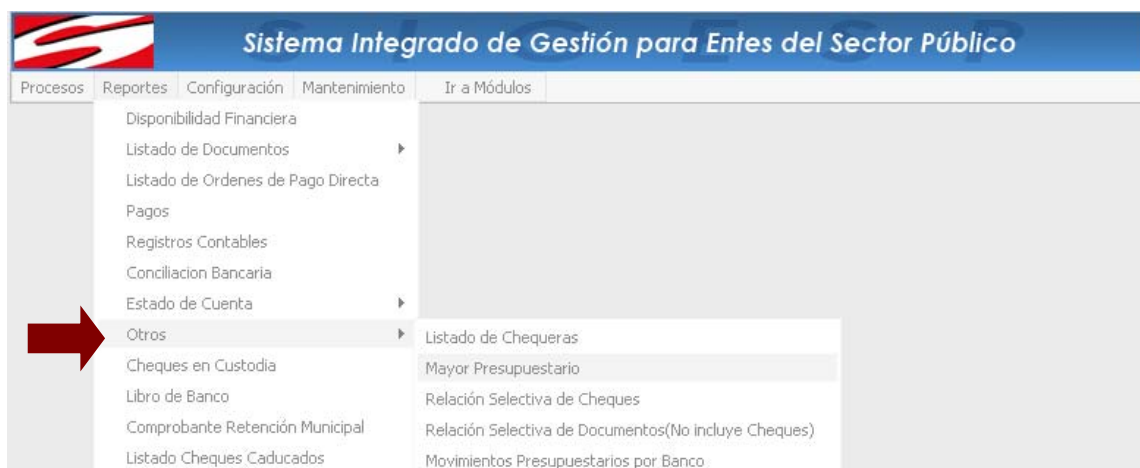 Sistema Integrado de Gestión para Entes del Sector Público
Procesos Reportes Configuración Mantenimiento Ir a Módulos
Disponibilidad Financiera
Listado de Documentos
Listado de Ordenes de Pago Directa
Pagos
Registros Contables
Conciliacion Bancaria
Estado de Cuenta
Otros
Cheques en Custodia
Libro de Banco
Comprobante Retención Municipal
Listado Cheques Caducados
Listado de Chequeras
Mayor Presupuestario
Relación Selectiva de Cheques
Relación Selectiva de Documentos(No incluye Cheques)
Movimientos Presupuestarios por Banco